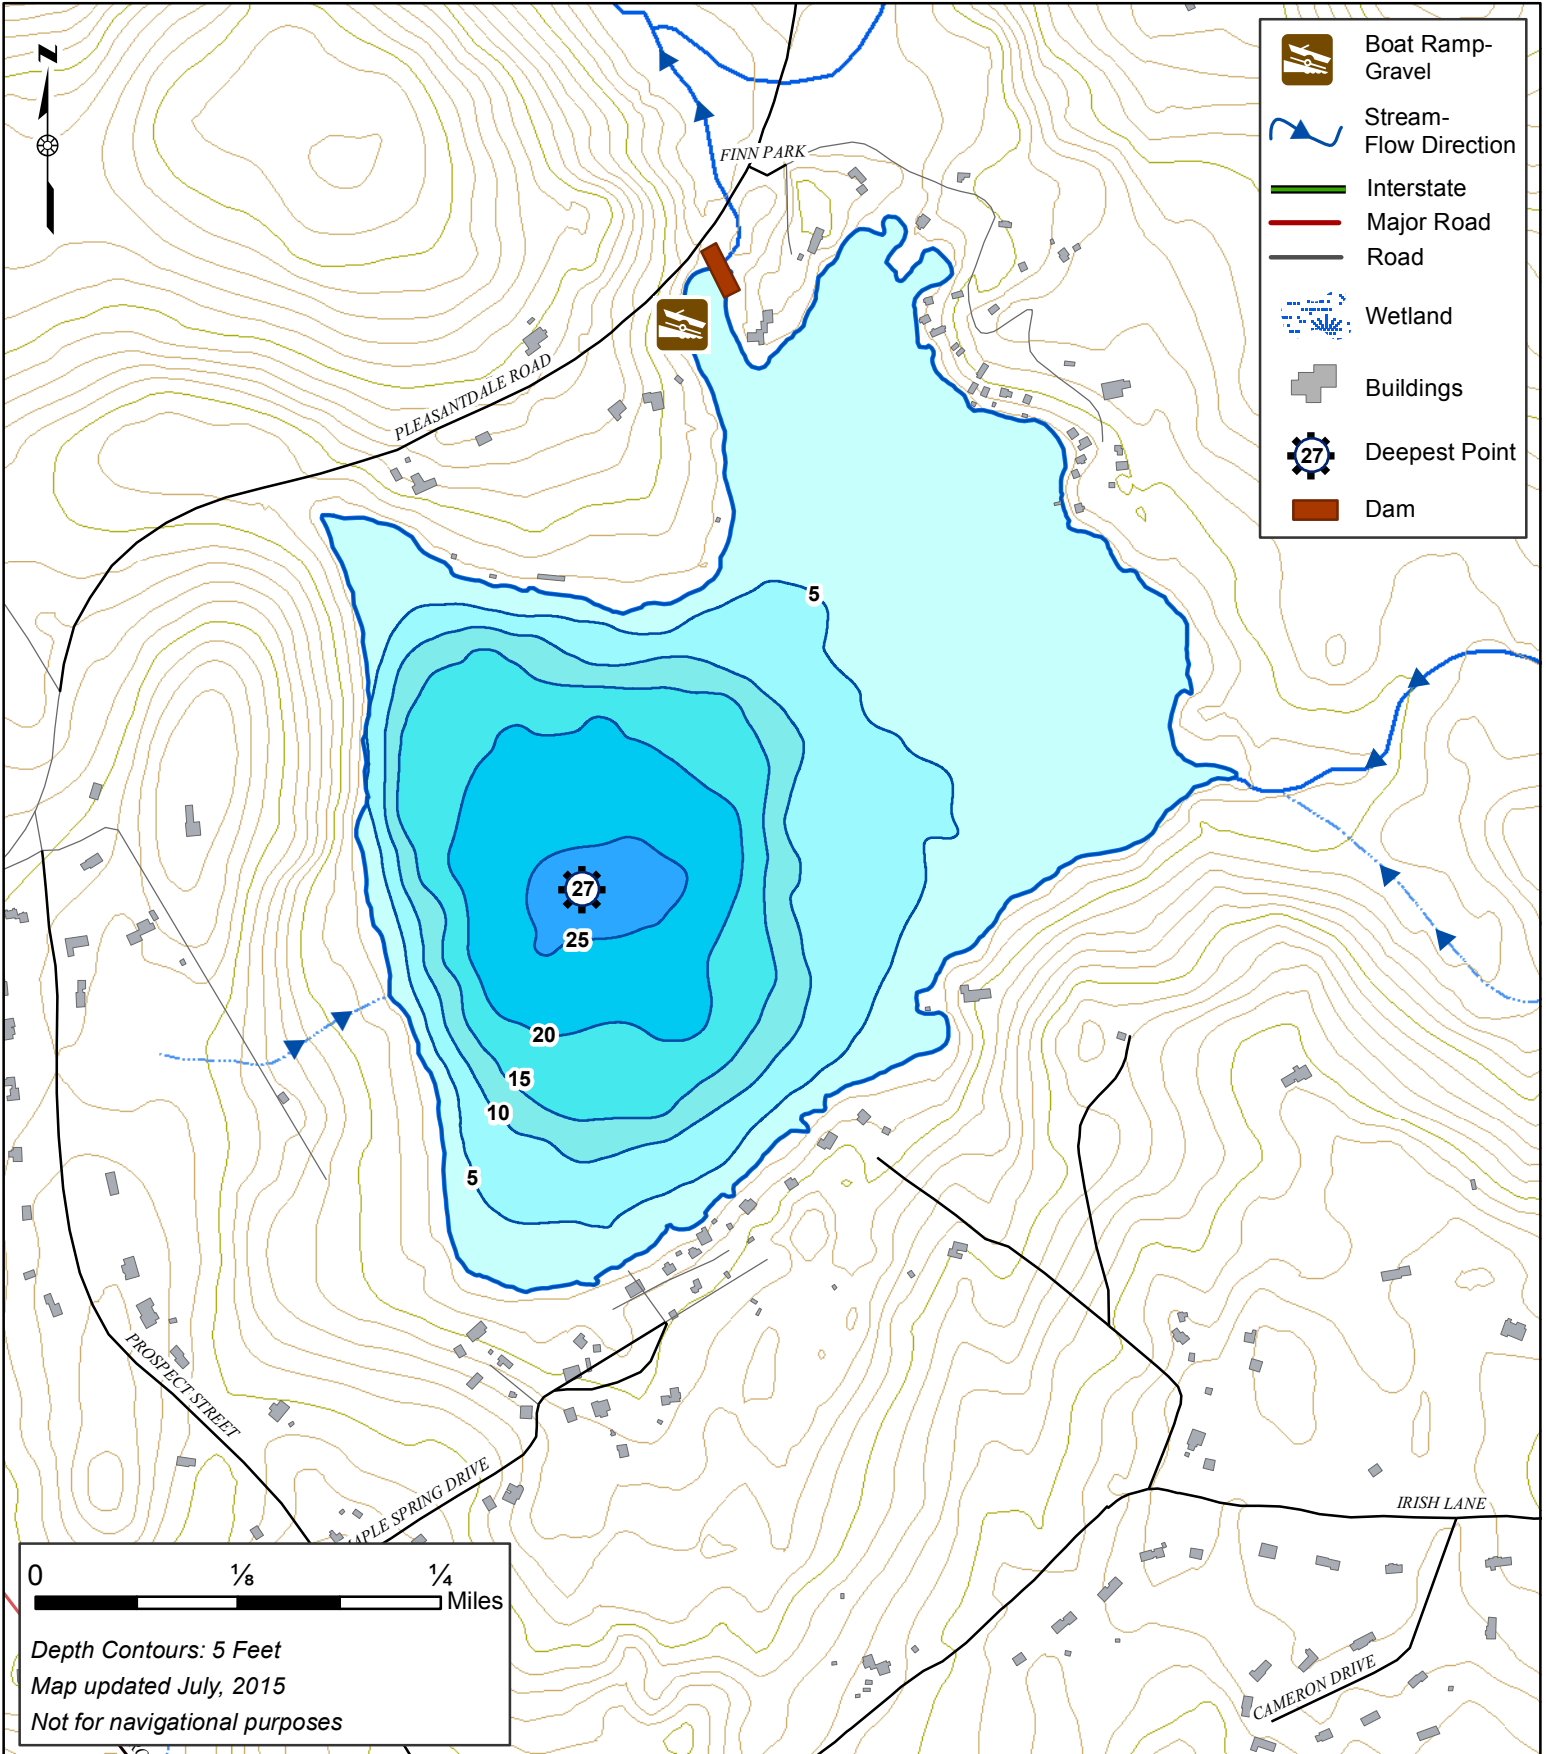 N
Boat Ramp-
Gravel
Stream-
Flow Direction
Interstate
Major Road
Road
Wetland
Buildings
27
Deepest Point
Dam
FINN PARK
PLEASANTDALE ROAD
5
27
25
20
15
10
5
PROSPECT STREET
APLE SPRING DRIVE
IRISH LANE
CAMERON DRIVE
0 ⅛ ¼
Miles
Depth Contours: 5 Feet
Map updated July, 2015
Not for navigational purposes